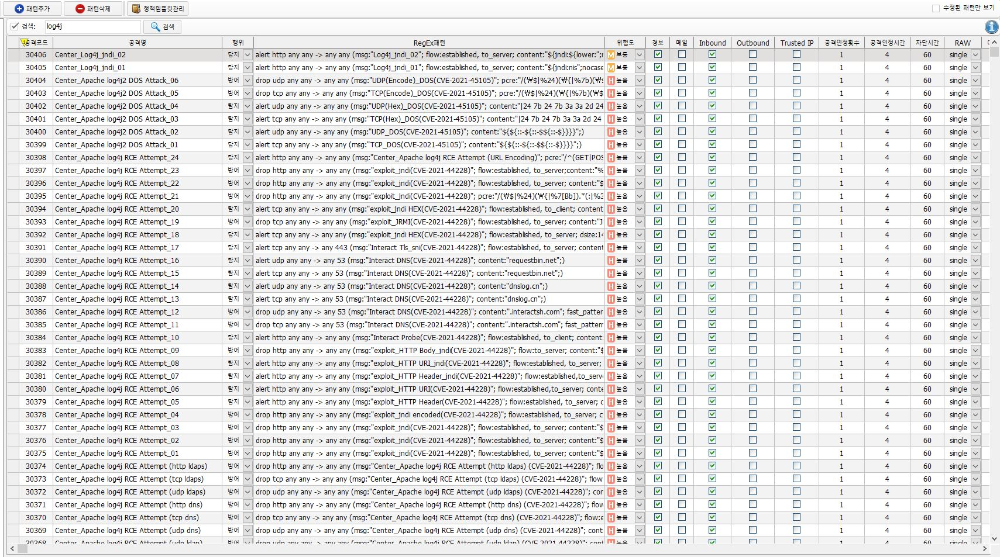 패턴추가 패턴삭제 정책템플릿관리 수정된 패턴만 보기
검색: log4j 검색
공격코드 공격명 행위 RegEx패턴 위험도 경보 메일 Inbound Outbound Trusted IP 공격인정횟수 공격인정시간 차단시간 RAW
30406 Center_Log4j_jndi_02 탐지 alert http any any -> any any (msg:"Log4j_jndi_02"; flow:established, to_server; content:"${jndi:${lower:"; M 보통 1 4 60 single
30405 Center_Log4j_jndi_01 탐지 alert http any any -> any any (msg:"Log4j_jndi_01"; flow:established, to_server; content:"${jndi:nis";nocase M 보통 1 4 60 single
30404 Center_Apache log4j2 DOS Attack_06 방어 drop udp any any -> any any (msg:"UDP(Encode)_DOS(CVE-2021-45105)"; pcre:"/(₩$|%24)(₩{|%7b)(₩ H 높음 1 4 60 single
30403 Center_Apache log4j2 DOS Attack_05 방어 drop tcp any any -> any any (msg:"TCP(Encode)_DOS(CVE-2021-45105)"; pcre:"/(₩$|%24)(₩{|%7b)(₩$ H 높음 1 4 60 single
30402 Center_Apache log4j2 DOS Attack_04 탐지 alert udp any any -> any any (msg:"UDP(Hex)_DOS(CVE-2021-45105)"; content:"|24 7b 24 7b 3a 3a 2d 24 H 높음 1 4 60 single
30401 Center_Apache log4j2 DOS Attack_03 탐지 alert tcp any any -> any any (msg:"TCP(Hex)_DOS(CVE-2021-45105)"; content:"|24 7b 24 7b 3a 3a 2d 24 H 높음 1 4 60 single
30400 Center_Apache log4j2 DOS Attack_02 탐지 alert udp any any -> any any (msg:"UDP_DOS(CVE-2021-45105)"; content:"${${::-${::-$${::-$}}}}";) H 높음 1 4 60 single
30399 Center_Apache log4j2 DOS Attack_01 탐지 alert tcp any any -> any any (msg:"TCP_DOS(CVE-2021-45105)"; content:"${${::-${::-$${::-$}}}}";) H 높음 1 4 60 single
30398 Center_Apache log4j RCE Attempt_24 탐지 alert http any any -> any any (msg:"Center_Apache log4j RCE Attempt (URL Encoding)"; pcre:"/^(GET|POS H 높음 1 4 60 single
30397 Center_Apache log4j RCE Attempt_23 방어 drop http any any -> any any (msg:"exploit_jndi(CVE-2021-44228)"; flow:established, to_server;content:"% H 높음 1 4 60 single
30396 Center_Apache log4j RCE Attempt_22 방어 drop http any any -> any any (msg:"exploit_jndi(CVE-2021-44228)"; flow:established, to_server; content:"$ H 높음 1 4 60 single
30395 Center_Apache log4j RCE Attempt_21 방어 drop http any any -> any any (msg:"exploit_jndi(CVE-2021-44228)"; pcre:"/(₩$|%24)(₩{|%7[Bb]).*(:|%3 H 높음 1 4 60 single
30394 Center_Apache log4j RCE Attempt_20 탐지 alert tcp any any -> any any (msg:"exploit_jndi HEX(CVE-2021-44228)"; flow:established, to_client; content H 높음 1 4 60 single
30393 Center_Apache log4j RCE Attempt_19 방어 drop tcp any any -> any any (msg:"exploit_JRMI(CVE-2021-44228)"; flow:established, to_server; content:"J H 높음 1 4 60 single
30392 Center_Apache log4j RCE Attempt_18 탐지 alert tcp any any -> any any (msg:"exploit_jndi HEX(CVE-2021-44228)"; flow:established, to_server; dsize:14 H 높음 1 4 60 single
30391 Center_Apache log4j RCE Attempt_17 탐지 alert tcp any any -> any 443 (msg:"Interact Tls_sni(CVE-2021-44228)"; flow:established, to_server; content H 높음 1 4 60 single
30390 Center_Apache log4j RCE Attempt_16 탐지 alert udp any any -> any 53 (msg:"Interact DNS(CVE-2021-44228)"; content:"requestbin.net";) H 높음 1 4 60 single
30389 Center_Apache log4j RCE Attempt_15 탐지 alert tcp any any -> any 53 (msg:"Interact DNS(CVE-2021-44228)"; content:"requestbin.net";) H 높음 1 4 60 single
30388 Center_Apache log4j RCE Attempt_14 탐지 alert udp any any -> any 53 (msg:"Interact DNS(CVE-2021-44228)"; content:"dnslog.cn";) H 높음 1 4 60 single
30387 Center_Apache log4j RCE Attempt_13 탐지 alert tcp any any -> any 53 (msg:"Interact DNS(CVE-2021-44228)"; content:"dnslog.cn";) H 높음 1 4 60 single
30386 Center_Apache log4j RCE Attempt_12 방어 drop udp any any -> any 53 (msg:"Interact DNS(CVE-2021-44228)"; content:".interactsh.com"; fast_pattern H 높음 1 4 60 single
30385 Center_Apache log4j RCE Attempt_11 방어 drop tcp any any -> any 53 (msg:"Interact DNS(CVE-2021-44228)"; content:".interactsh.com"; fast_pattern H 높음 1 4 60 single
30384 Center_Apache log4j RCE Attempt_10 탐지 alert http any any -> any any (msg:"Interact Probe(CVE-2021-44228)"; flow:established, to_client; content: H 높음 1 4 60 single
30383 Center_Apache log4j RCE Attempt_09 방어 drop http any any -> any any (msg:"exploit_HTTP Body_jndi(CVE-2021-44228)"; flow:to_server; content:"$ H 높음 1 4 60 single
30382 Center_Apache log4j RCE Attempt_08 탐지 alert http any any -> any any (msg:"exploit_HTTP URI_jndi(CVE-2021-44228)"; flow:established, to_server; H 높음 1 4 60 single
30381 Center_Apache log4j RCE Attempt_07 탐지 alert http any any -> any any (msg:"exploit_HTTP Header_jndi(CVE-2021-44228)"; flow:established,to_serve H 높음 1 4 60 single
30380 Center_Apache log4j RCE Attempt_06 탐지 alert http any any -> any any (msg:"exploit_HTTP URI(CVE-2021-44228)"; flow:established,to_server; conte H 높음 1 4 60 single
30379 Center_Apache log4j RCE Attempt_05 탐지 alert http any any -> any any (msg:"exploit_HTTP Header(CVE-2021-44228)"; flow:established, to_server; c H 높음 1 4 60 single
30378 Center_Apache log4j RCE Attempt_04 방어 drop http any any -> any any (msg:"exploit_jndi encoded(CVE-2021-44228)"; flow:established, to_server; c H 높음 1 4 60 single
30377 Center_Apache log4j RCE Attempt_03 방어 drop http any any -> any any (msg:"exploit_jndi(CVE-2021-44228)"; flow:established, to_server; content:"$ H 높음 1 4 60 single
30376 Center_Apache log4j RCE Attempt_02 방어 drop http any any -> any any (msg:"exploit_jndi(CVE-2021-44228)"; flow:established, to_server; content:"$ H 높음 1 4 60 single
30375 Center_Apache log4j RCE Attempt_01 방어 drop http any any -> any any (msg:"exploit_jndi(CVE-2021-44228)"; flow:established, to_server; content:"$ H 높음 1 4 60 single
30374 Center_Apache log4j RCE Attempt (http ldaps) 방어 drop http any any -> any any (msg:"Center_Apache log4j RCE Attempt (http ldaps) (CVE-2021-44228)"; flo H 높음 1 4 60 single
30373 Center_Apache log4j RCE Attempt (tcp ldaps) 방어 drop tcp any any -> any any (msg:"Center_Apache log4j RCE Attempt (tcp ldaps) (CVE-2021-44228)"; flow H 높음 1 4 60 single
30372 Center_Apache log4j RCE Attempt (udp ldaps) 방어 drop udp any any -> any any (msg:"Center_Apache log4j RCE Attempt (udp ldaps) (CVE-2021-44228)"; con H 높음 1 4 60 single
30371 Center_Apache log4j RCE Attempt (http dns) 방어 drop http any any -> any any (msg:"Center_Apache log4j RCE Attempt (http dns) (CVE-2021-44228)"; flow H 높음 1 4 60 single
30370 Center_Apache log4j RCE Attempt (tcp dns) 방어 drop tcp any any -> any any (msg:"Center_Apache log4j RCE Attempt (tcp dns) (CVE-2021-44228)"; flow:e H 높음 1 4 60 single
30369 Center_Apache log4j RCE Attempt (udp dns) 방어 drop udp any any -> any any (msg:"Center_Apache log4j RCE Attempt (udp dns) (CVE-2021-44228)"; cont H 높음 1 4 60 single
30368 Center_Apache log4j RCE Attempt (udp ldap) 방어 drop udp any any -> any any (msg:"Center_Apache log4j RCE Attempt (udp ldap) (CVE-2021-44228)"; con H 높음 1 4 60 single